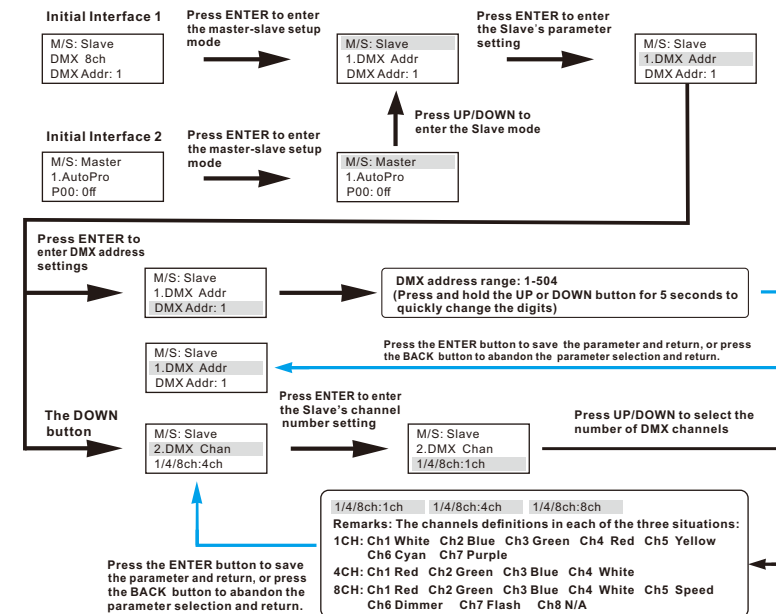 Initial Interface 1
M/S: Slave
DMX 8ch
DMX Addr: 1
Press ENTER to enter
the master-slave setup
mode
M/S: Slave
1.DMX Addr
DMX Addr: 1
Press ENTER to enter
the Slave's parameter
setting
M/S: Slave
1.DMX Addr
DMX Addr: 1
Press UP/DOWN to
enter the Slave mode
Initial Interface 2
M/S: Master
1.AutoPro
P00: 0ff
Press ENTER to enter
the master-slave setup
mode
M/S: Master
1.AutoPro
P00: 0ff
Press ENTER to
enter DMX address
settings
M/S: Slave
1.DMX Addr
DMX Addr: 1
DMX address range: 1-504
(Press and hold the UP or DOWN button for 5 seconds to
quickly change the digits)
M/S: Slave
1.DMX Addr
DMX Addr: 1
Press the ENTER button to save the parameter and return, or press
the BACK button to abandon the parameter selection and return.
The DOWN
button
M/S: Slave
2.DMX Chan
1/4/8ch:4ch
Press ENTER to enter
the Slave's channel
number setting
M/S: Slave
2.DMX Chan
1/4/8ch:1ch
Press UP/DOWN to select the
number of DMX channels
1/4/8ch:1ch 1/4/8ch:4ch 1/4/8ch:8ch
Remarks: The channels definitions in each of the three situations:
1CH: Ch1 White Ch2 Blue Ch3 Green Ch4 Red Ch5 Yellow
Ch6 Cyan Ch7 Purple
4CH: Ch1 Red Ch2 Green Ch3 Blue Ch4 White
8CH: Ch1 Red Ch2 Green Ch3 Blue Ch4 White Ch5 Speed
Ch6 Dimmer Ch7 Flash Ch8 N/A
Press the ENTER button to save
the parameter and return, or press
the BACK button to abandon the
parameter selection and return.